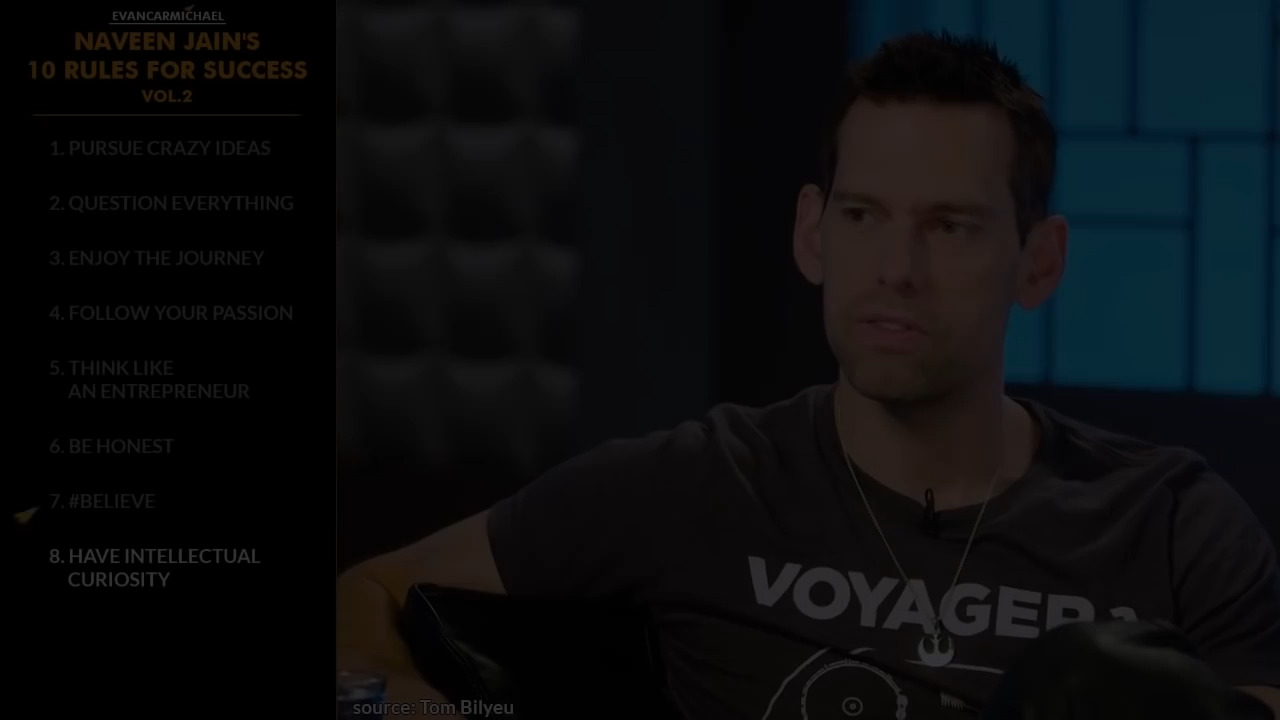 EVANCARMICHAEL
NAVEEN JAIN'S
10 RULES FOR SUCCESS
VOL.2
1. PURSUE CRAZY IDEAS
2. QUESTION EVERYTHING
3. ENJOY THE JOURNEY
4. FOLLOW YOUR PASSION
5. THINK LIKE
AN ENTREPRENEUR
6. BE HONEST
7. #BELIEVE
8. HAVE INTELLECTUAL
CURIOSITY
VOYAGER
source: Tom Bilyeu